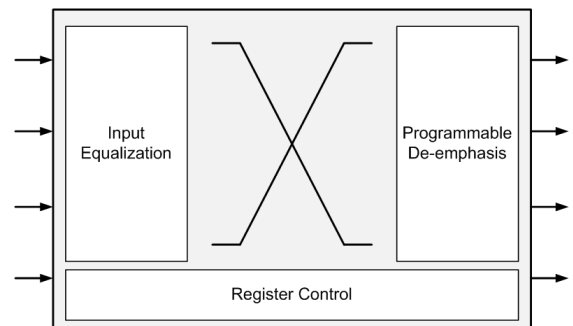 Input
Equalization
Programmable
De-emphasis
Register Control